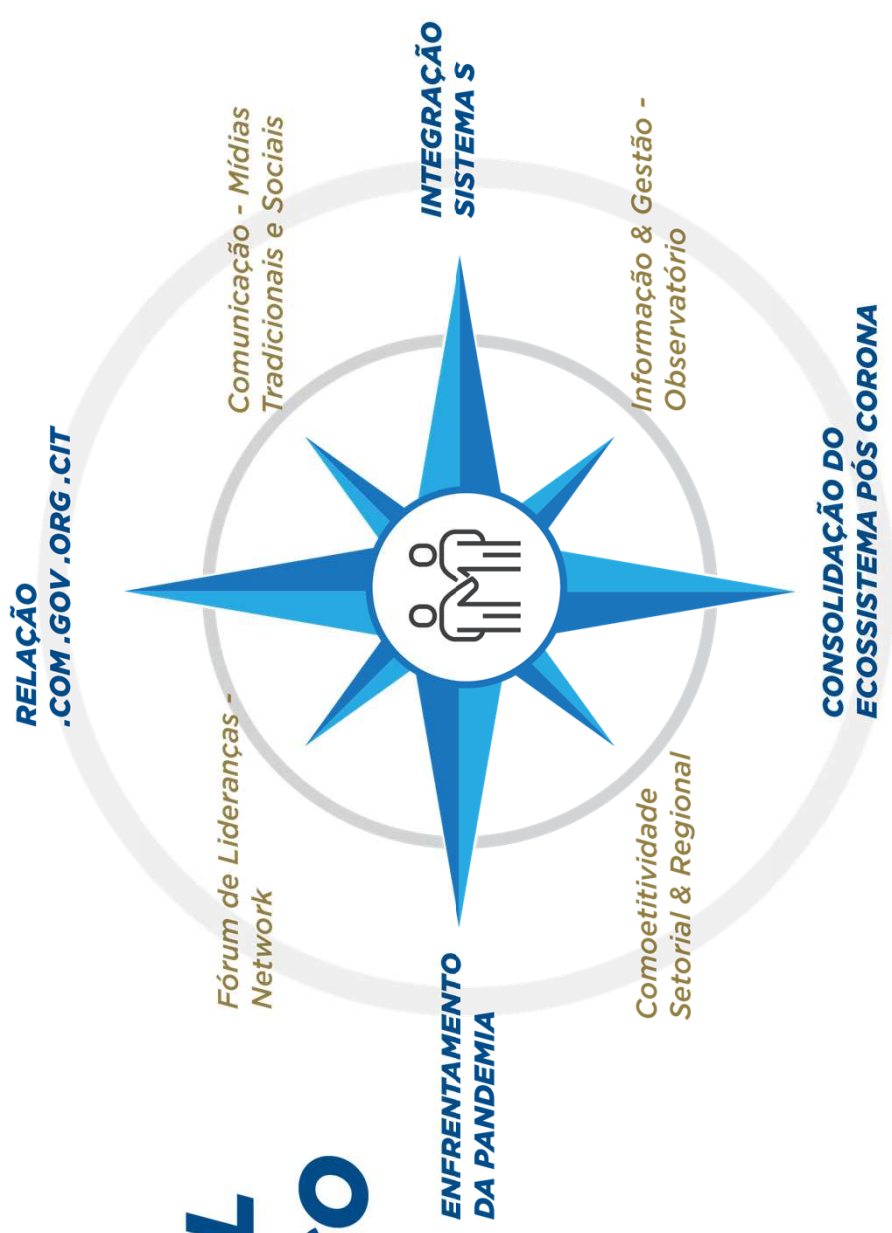 RELAÇÃO
.COM .GOV .ORG .CIT
Fórum de Lideranças -
Network
Comunicação - Mídias
Tradicionais e Sociais
ENFRENTAMENTO
DA PANDEMIA
INTEGRAÇÃO
SISTEMA S
Comoetitividade
Setorial & Regional
Informação & Gestão -
Observatório
CONSOLIDAÇÃO DO
ECOSSISTEMA PÓS CORONA